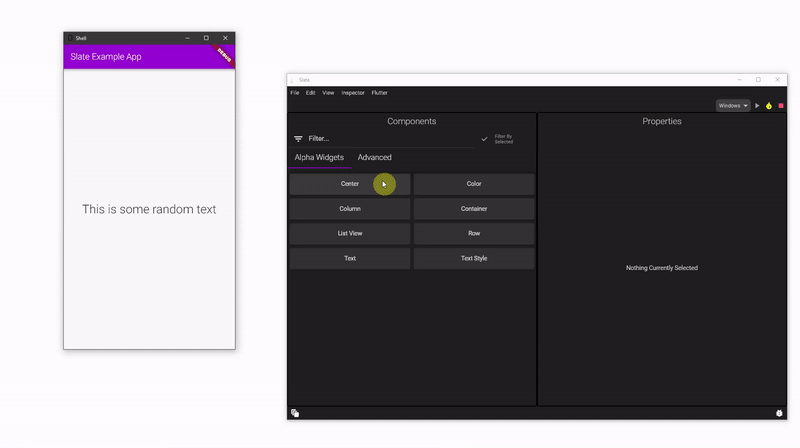 Shell
Slate Example App
DEBUG
This is some random text
Slate
File Edit View Inspector Flutter
Windows
Components
Properties
Filter...
Filter By
Selected
Alpha Widgets Advanced
Center Color
Column Container
List View Row
Nothing Currently Selected
Text Text Style